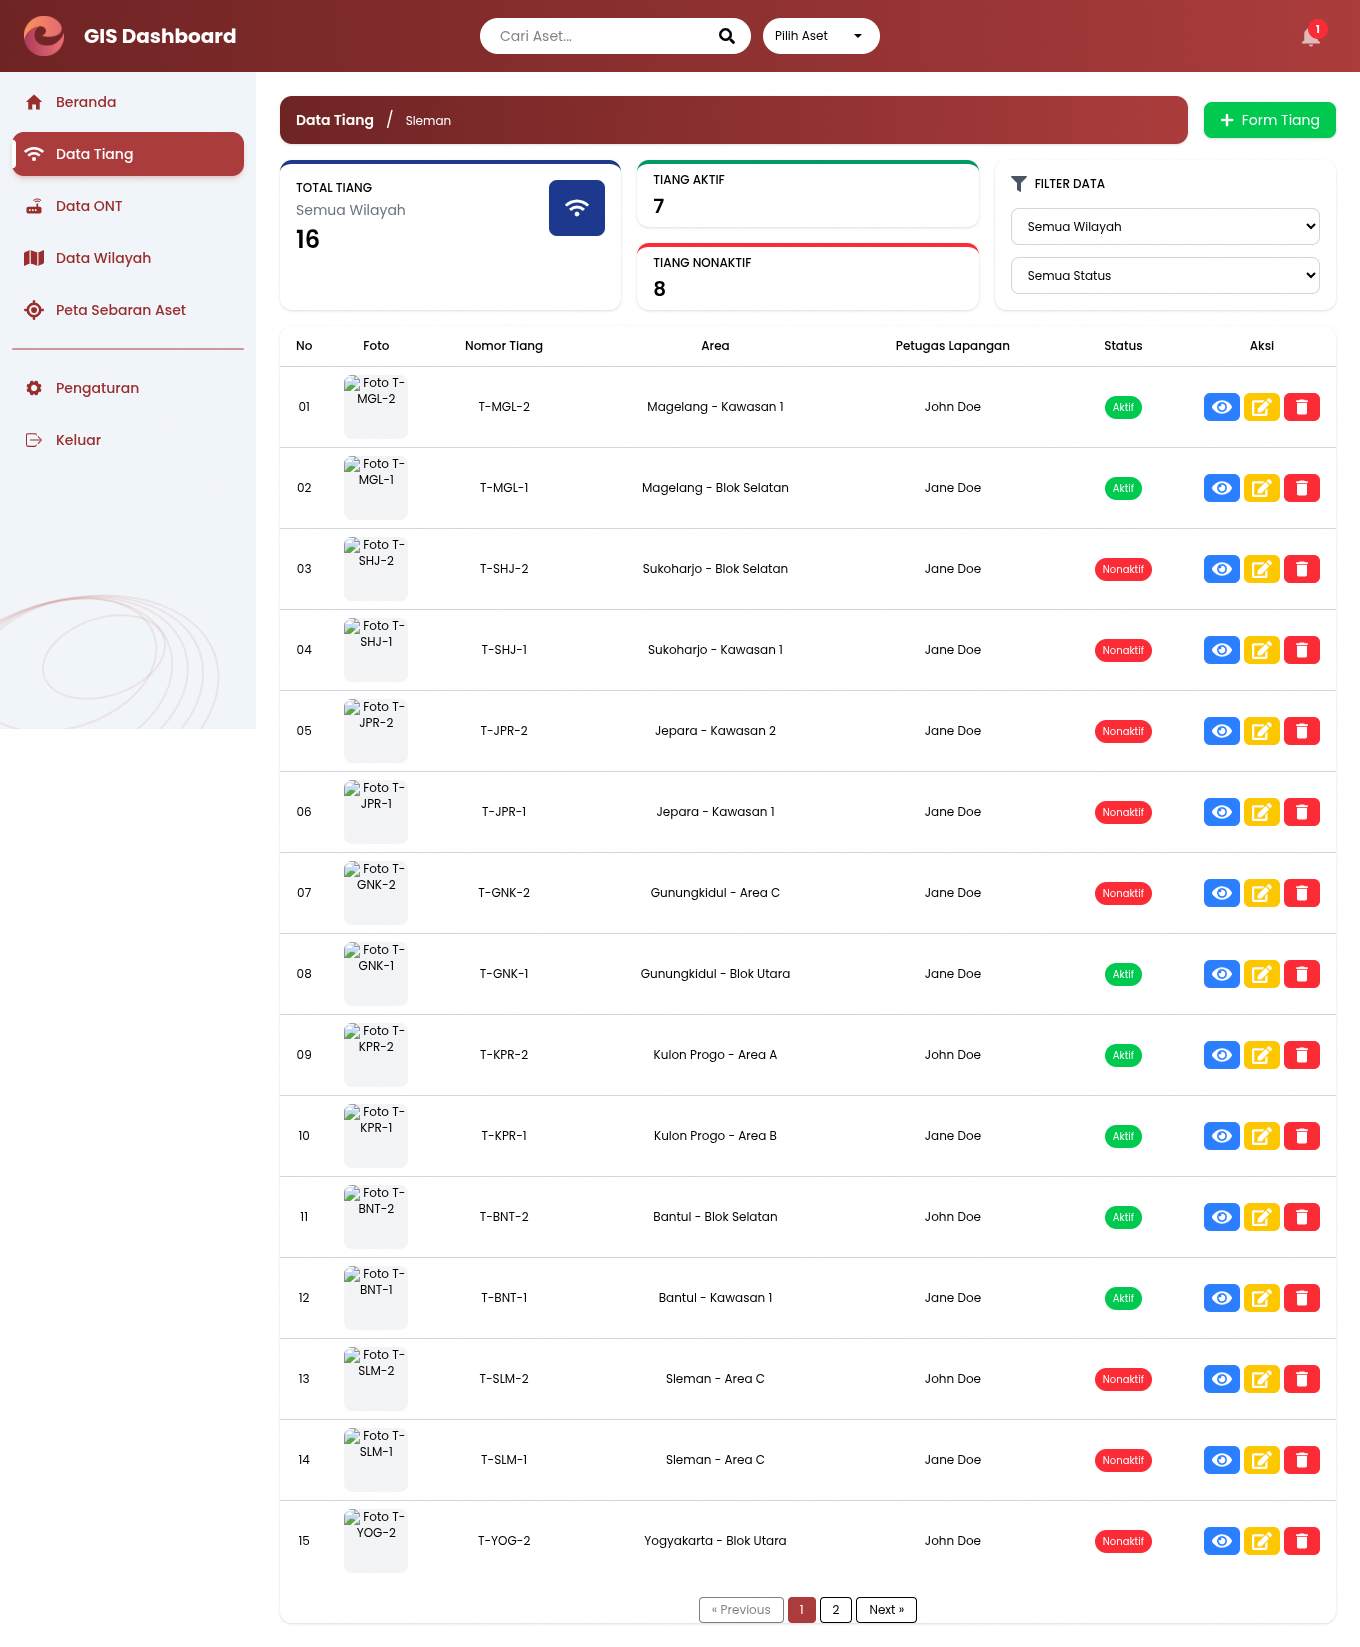 GIS Dashboard
Cari Aset...
Pilih Aset
1
Beranda
Data Tiang
Data ONT
Data Wilayah
Peta Sebaran Aset
Pengaturan
Keluar
Data Tiang / Sleman
Form Tiang
TOTAL TIANG
Semua Wilayah
16
TIANG AKTIF
7
TIANG NONAKTIF
8
FILTER DATA
Semua Wilayah
Semua Status
No Foto Nomor Tiang Area Petugas Lapangan Status Aksi
01 Foto T-MGL-2 T-MGL-2 Magelang - Kawasan 1 John Doe Aktif
02 Foto T-MGL-1 T-MGL-1 Magelang - Blok Selatan Jane Doe Aktif
03 Foto T-SHJ-2 T-SHJ-2 Sukoharjo - Blok Selatan Jane Doe Nonaktif
04 Foto T-SHJ-1 T-SHJ-1 Sukoharjo - Kawasan 1 Jane Doe Nonaktif
05 Foto T-JPR-2 T-JPR-2 Jepara - Kawasan 2 Jane Doe Nonaktif
06 Foto T-JPR-1 T-JPR-1 Jepara - Kawasan 1 Jane Doe Nonaktif
07 Foto T-GNK-2 T-GNK-2 Gunungkidul - Area C Jane Doe Nonaktif
08 Foto T-GNK-1 T-GNK-1 Gunungkidul - Blok Utara Jane Doe Aktif
09 Foto T-KPR-2 T-KPR-2 Kulon Progo - Area A John Doe Aktif
10 Foto T-KPR-1 T-KPR-1 Kulon Progo - Area B Jane Doe Aktif
11 Foto T-BNT-2 T-BNT-2 Bantul - Blok Selatan John Doe Aktif
12 Foto T-BNT-1 T-BNT-1 Bantul - Kawasan 1 Jane Doe Aktif
13 Foto T-SLM-2 T-SLM-2 Sleman - Area C John Doe Nonaktif
14 Foto T-SLM-1 T-SLM-1 Sleman - Area C Jane Doe Nonaktif
15 Foto T-YOG-2 T-YOG-2 Yogyakarta - Blok Utara John Doe Nonaktif
« Previous 1 2 Next »